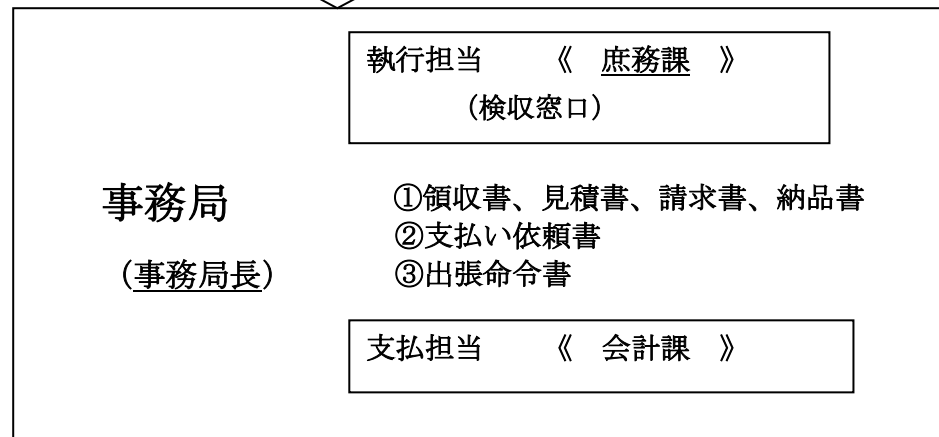 執行担当　　《　庶務課　》
（検収窓口）
事務局
（事務局長）
①領収書、見積書、請求書、納品書
②支払い依頼書
③出張命令書
支払担当　　《　会計課　》